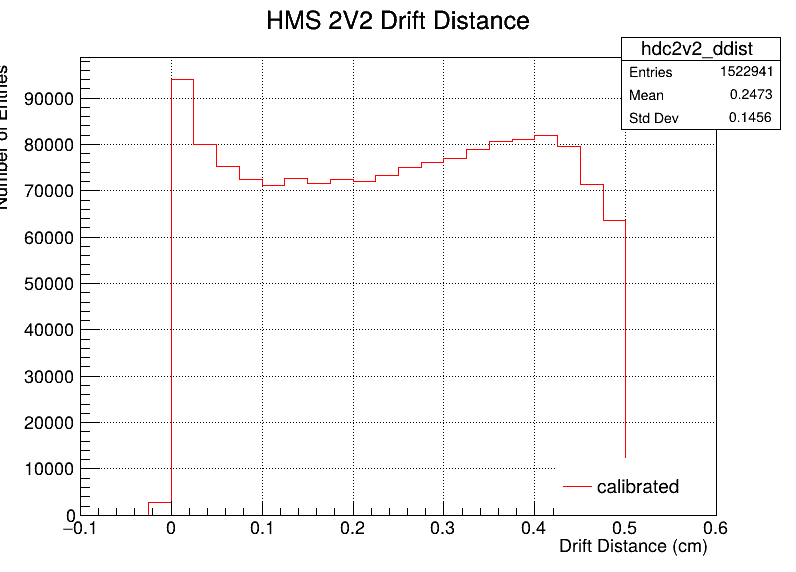 HMS 2V2 Drift Distance
hdc2v2_ddist
Entries 1522941
Mean 0.2473
Std Dev 0.1456
Number of Entries
90000
80000
70000
60000
50000
40000
30000
20000
10000
0
calibrated
−0.1 0 0.1 0.2 0.3 0.4 0.5 0.6
Drift Distance (cm)